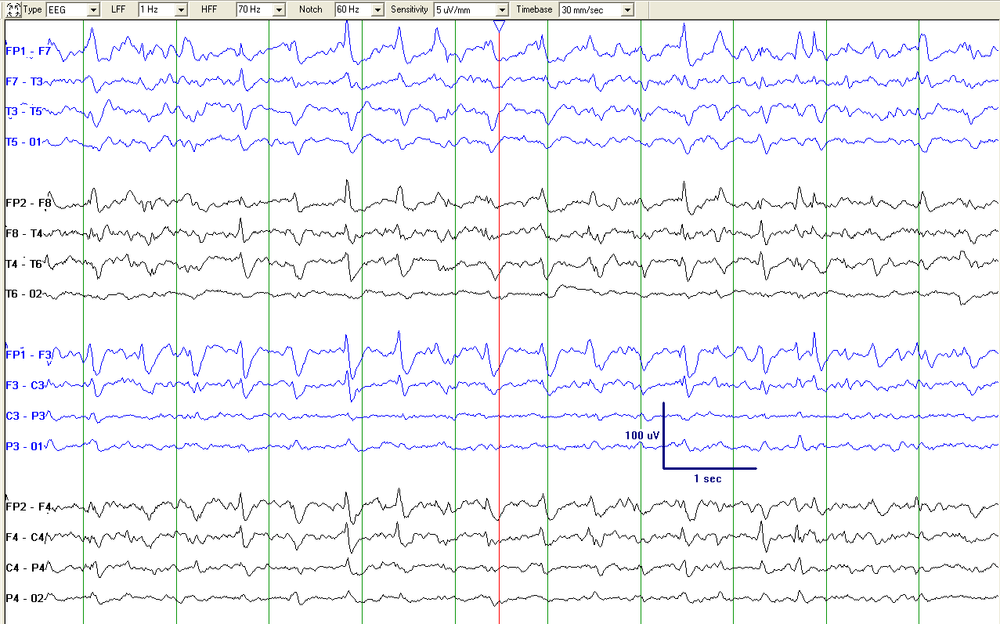 Type EEG LFF 1 Hz HFF 70 Hz Notch 60 Hz Sensitivity 5 uV/mm Timebase 30 mm/sec
FP1 - F7
F7 - T3
T3 - T5
T5 - O1
FP2 - F8
F8 - T4
T4 - T6
T6 - O2
FP1 - F3
F3 - C3
C3 - P3
100 uV
P3 - O1
1 sec
FP2 - F4
F4 - C4
C4 - P4
P4 - O2